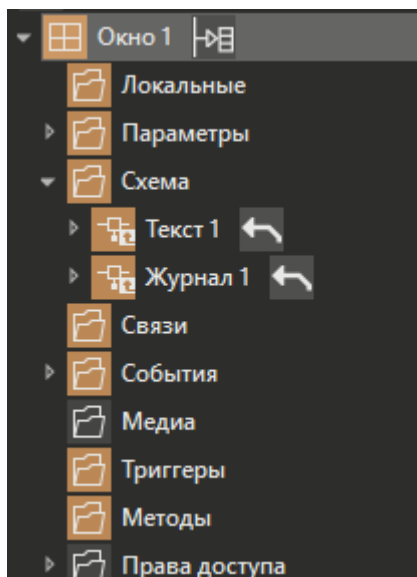 Окно 1
Локальные
Параметры
Схема
Текст 1
Журнал 1
Связи
События
Медиа
Триггеры
Методы
Права доступа